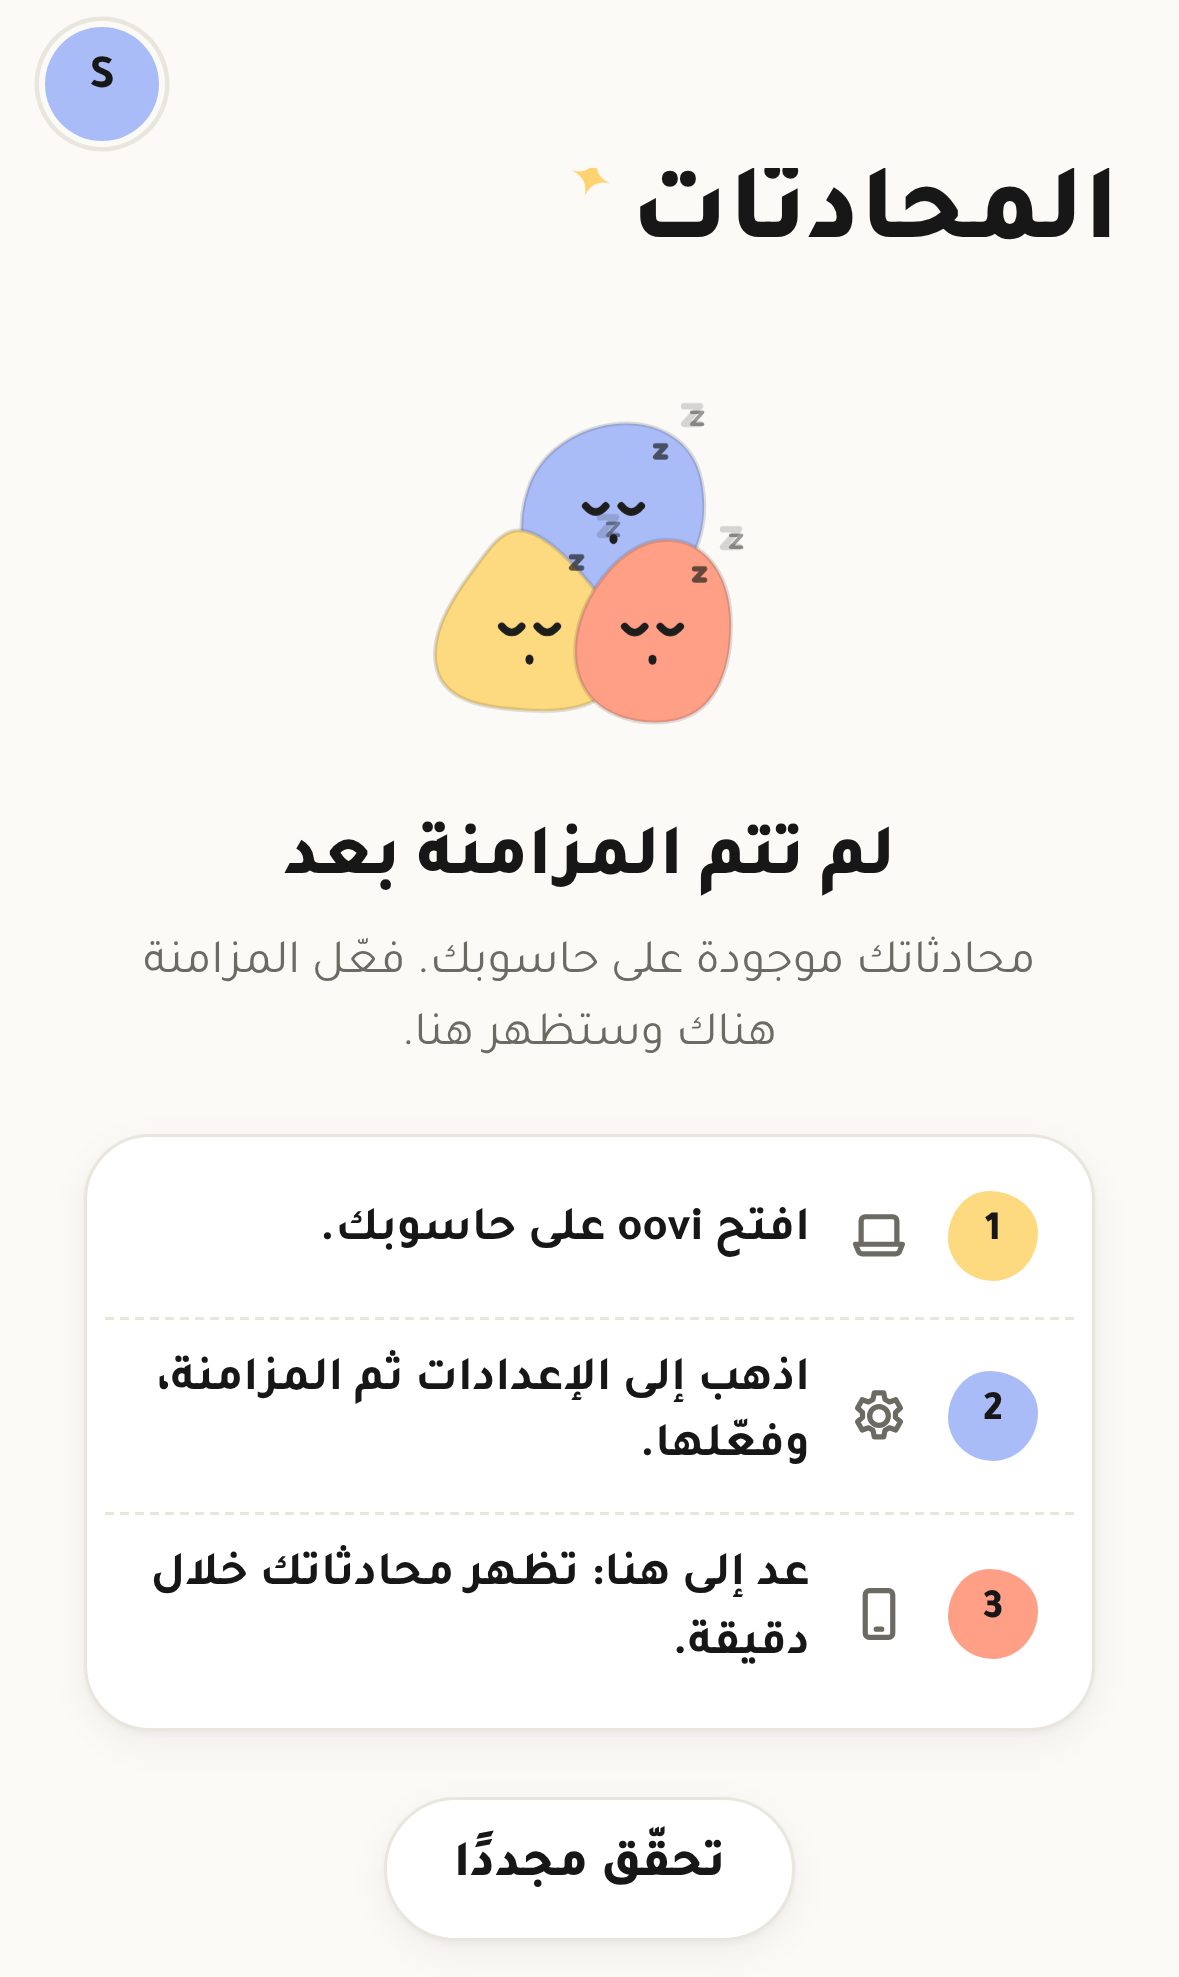 S
المحادثات
z
z
z
z
z
z
z
z
z
لم تتم المزامنة بعد
محادثاتك موجودة على حاسوبك. فعّل المزامنة
هناك وستظهر هنا.
1
افتح oovi على حاسوبك.
2
اذهب إلى الإعدادات ثم المزامنة،
وفعّلها.
3
عد إلى هنا: تظهر محادثاتك خلال
دقيقة.
تحقّق مجددًا